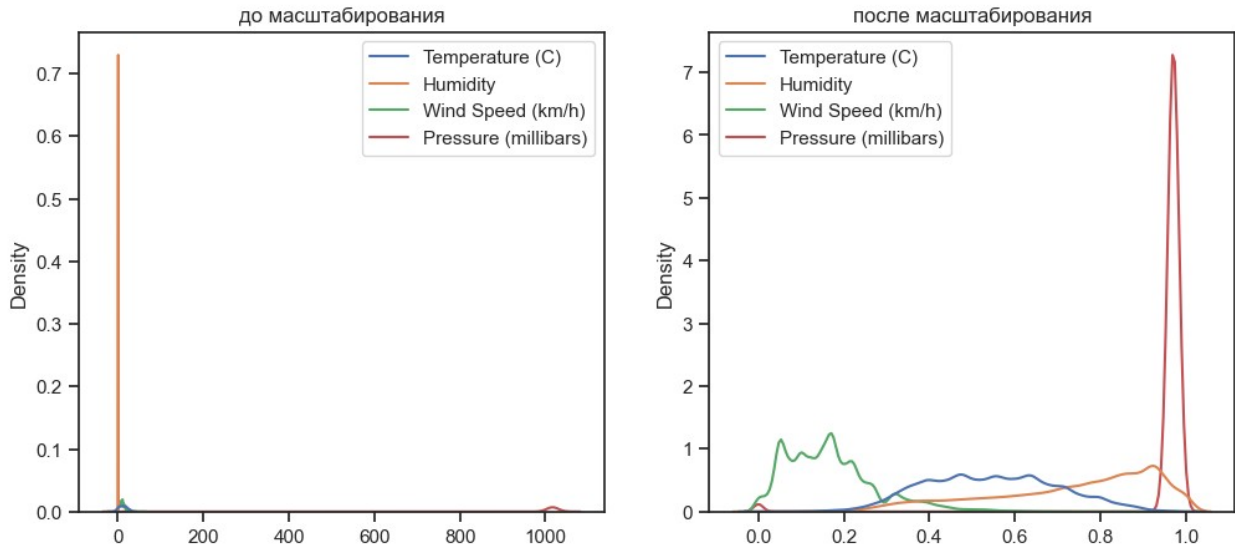 до масштабирования
Temperature (C)
Humidity
Wind Speed (km/h)
Pressure (millibars)
Density
0.7
0.6
0.5
0.4
0.3
0.2
0.1
0.0
0
200
400
600
800
1000
после масштабирования
Temperature (C)
Humidity
Wind Speed (km/h)
Pressure (millibars)
Density
7
6
5
4
3
2
1
0
0.0
0.2
0.4
0.6
0.8
1.0